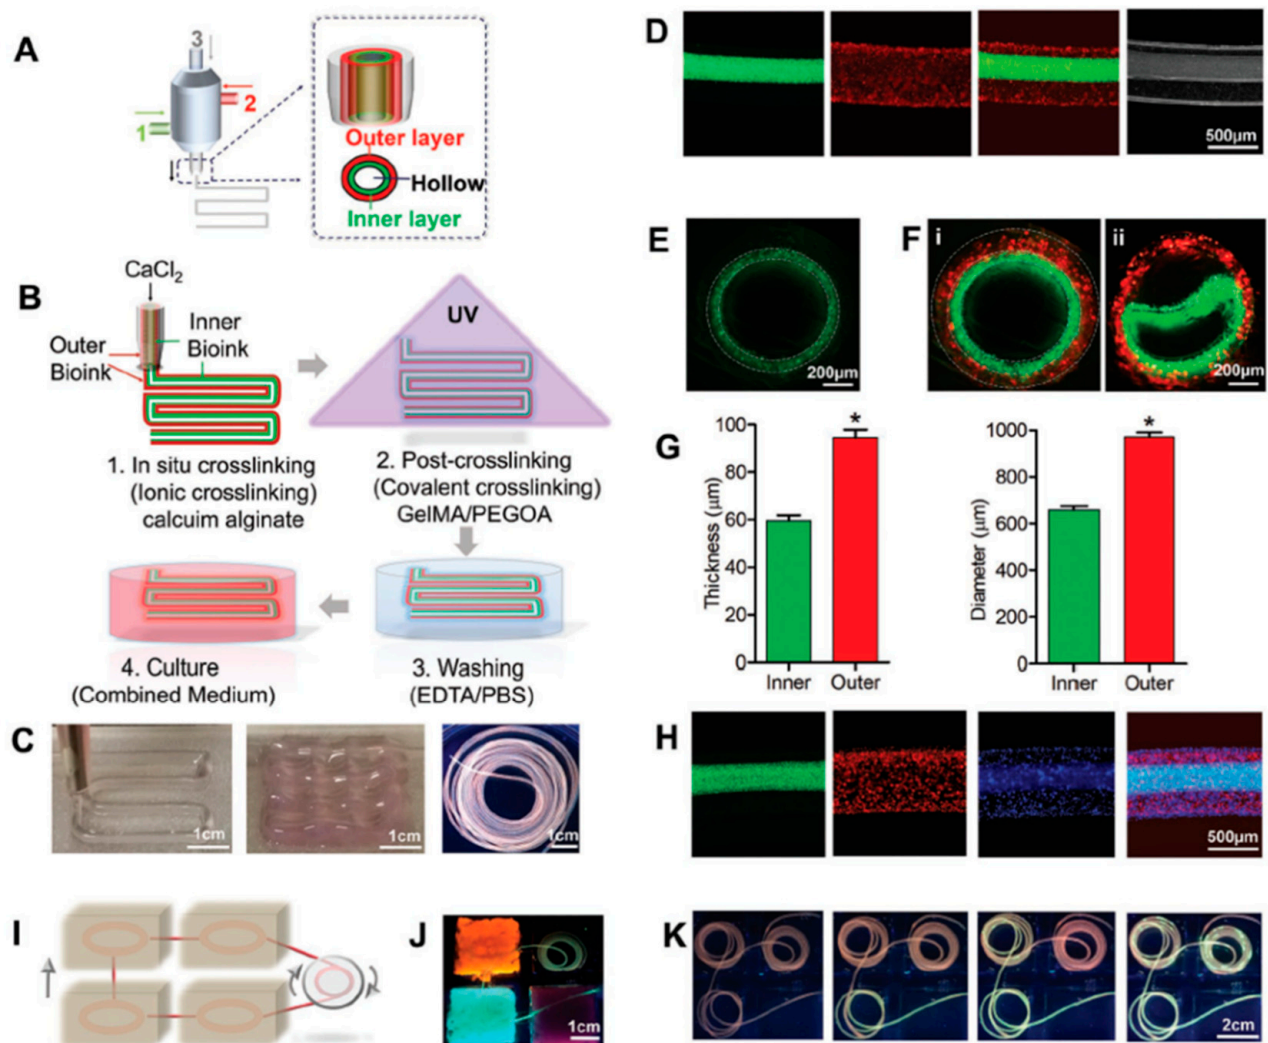 A
3
2
1
Outer layer
Hollow
Inner layer
B
CaCl2
Inner
Bioink
Outer
Bioink
UV
1. In situ crosslinking
(Ionic crosslinking)
calcuim alginate
2. Post-crosslinking
(Covalent crosslinking)
GelMA/PEGOA
4. Culture
(Combined Medium)
3. Washing
(EDTA/PBS)
C
1cm
1cm
1cm
D
500μm
E
200μm
F
i
ii
200μm
G
Thickness (μm)
100
80
60
40
20
0
*
Inner
Outer
Diameter (μm)
1000
800
600
400
200
0
*
Inner
Outer
H
500μm
I
J
1cm
K
2cm